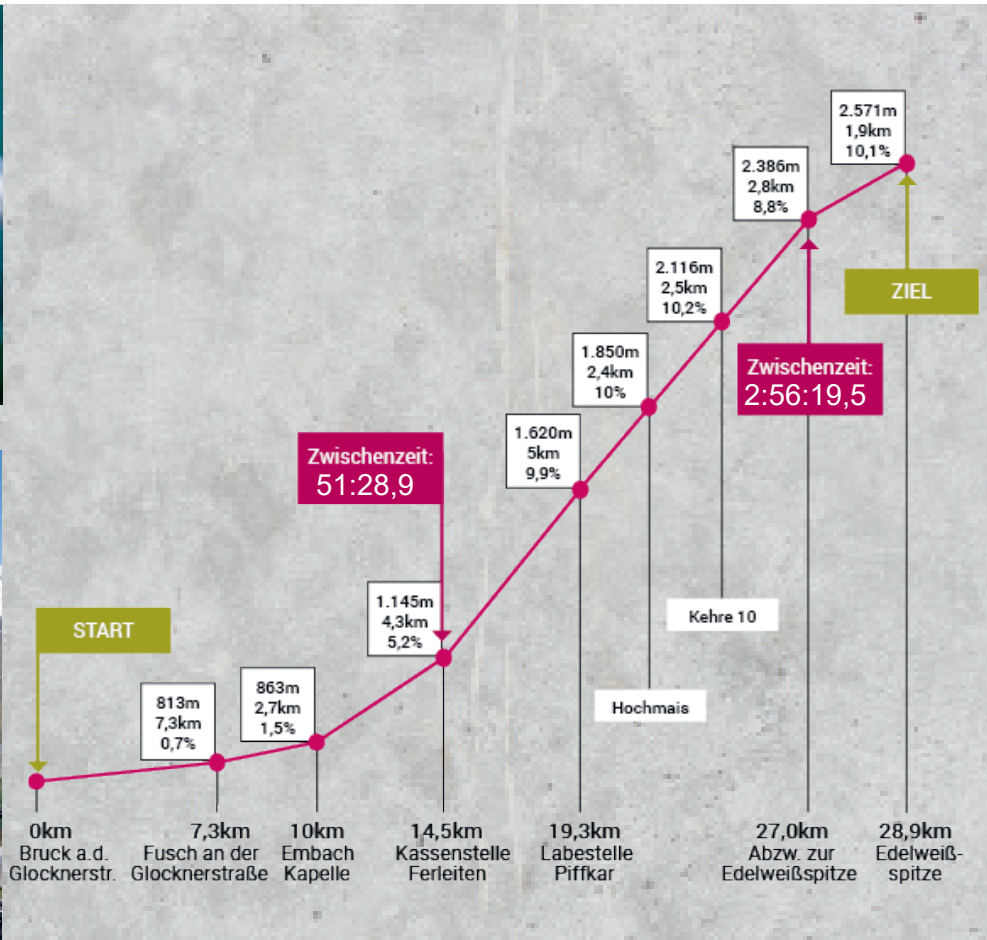 2.571m
1,9km
10,1%
2.386m
2,8km
8,8%
2.116m
2,5km
10,2%
ZIEL
1.850m
2,4km
10%
Zwischenzeit:
2:56:19,5
1.620m
5km
9,9%
Zwischenzeit:
51:28,9
1.145m
4,3km
5,2%
Kehre 10
START
863m
2,7km
1,5%
813m
7,3km
0,7%
Hochmais
0km
Bruck a.d.
Glocknerstr.
7,3km
Fusch an der
Glocknerstraße
10km
Embach
Kapelle
14,5km
Kassenstelle
Ferleiten
19,3km
Labestelle
Piffkar
27,0km
Abzw. zur
Edelweißspitze
28,9km
Edelweiß-
spitze